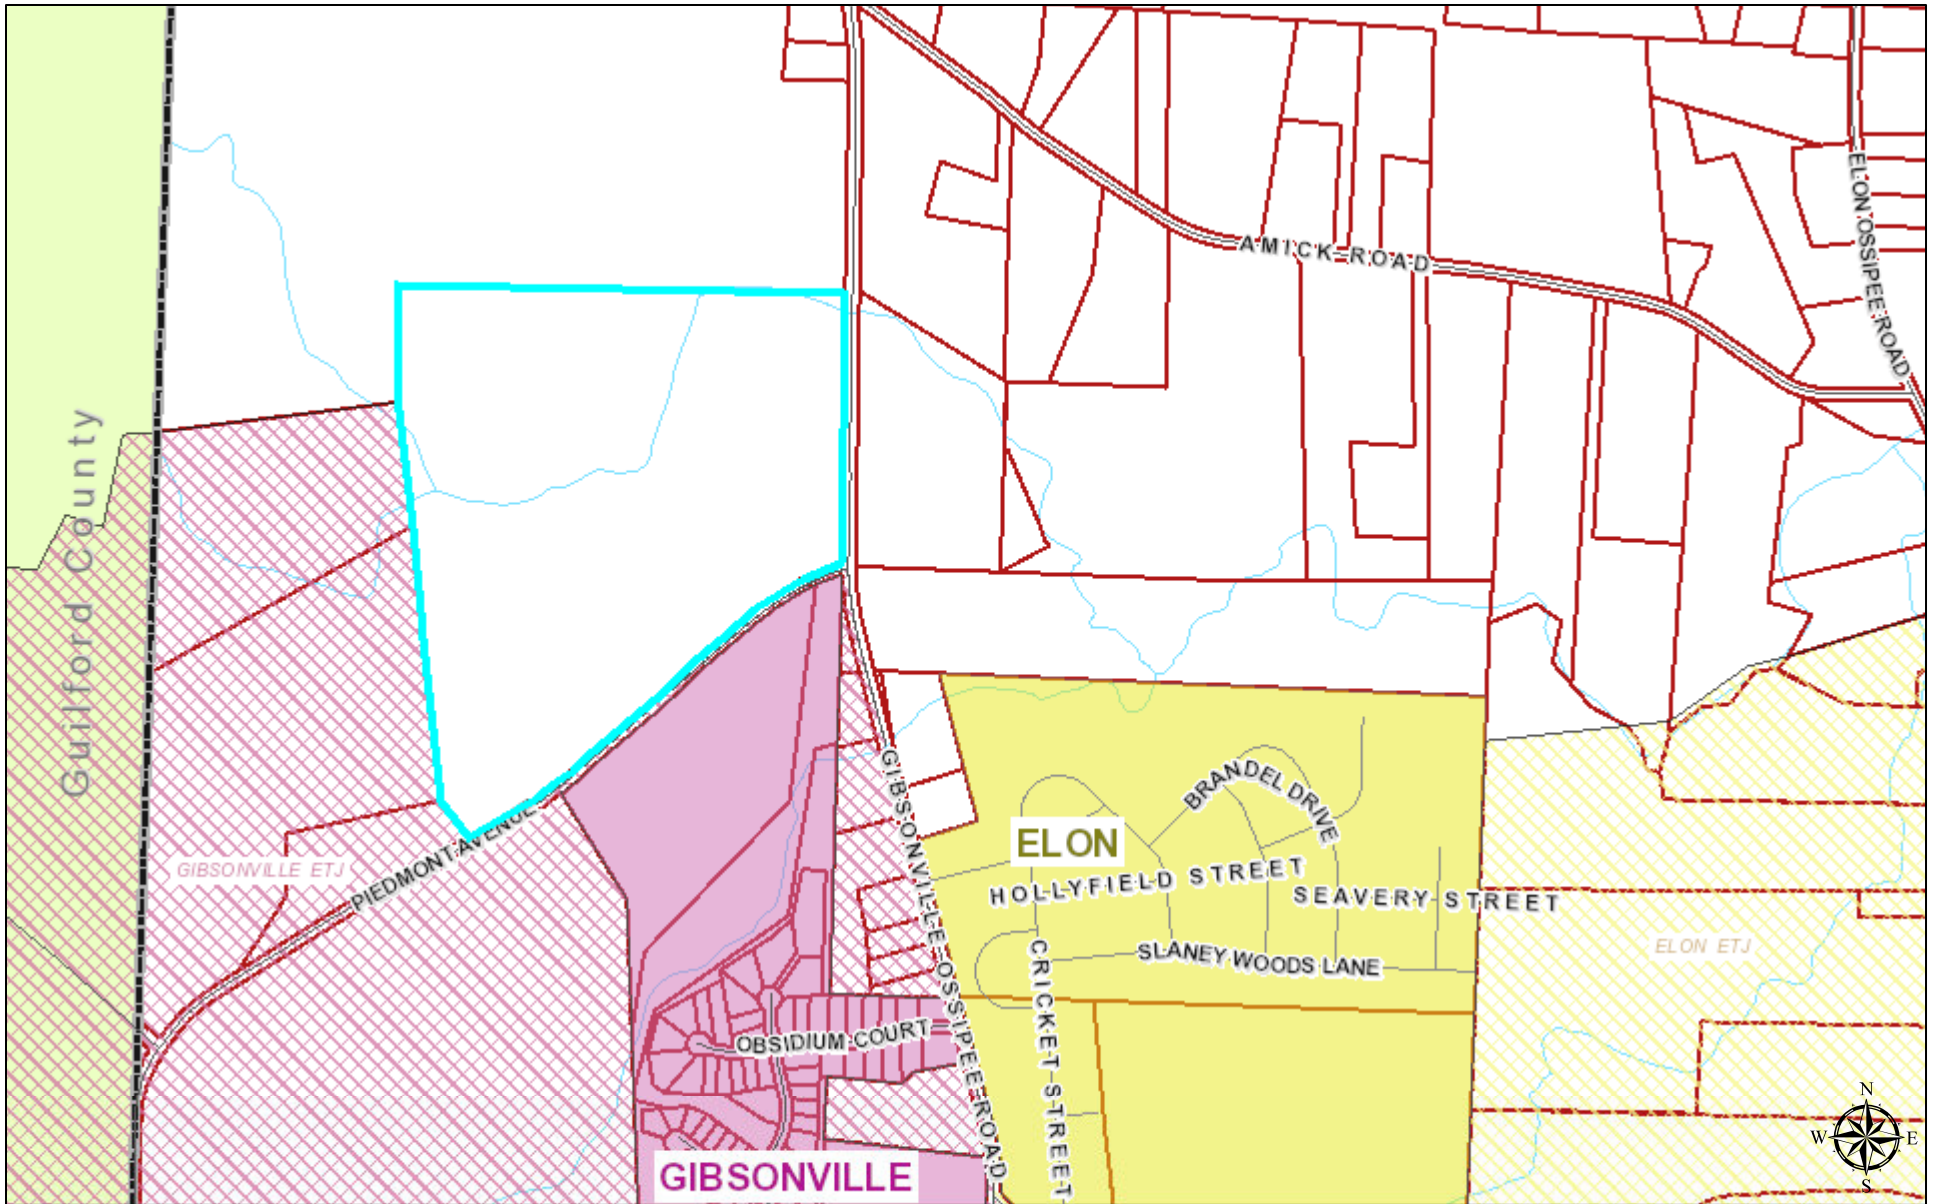 AMICK ROAD
ELON OSSIPEE ROAD
Guilford County
GIBSONVILLE-OSSIPEE ROAD
BRANDEL DRIVE
ELON
HOLLYFIELD STREET
SEAVERY STREET
GIBSONVILLE ETJ
PIEDMONT AVENUE
ELON ETJ
SLANEY WOODS LANE
CRICKET STREET
OBSIDIUM COURT
GIBSONVILLE
N
W E
S